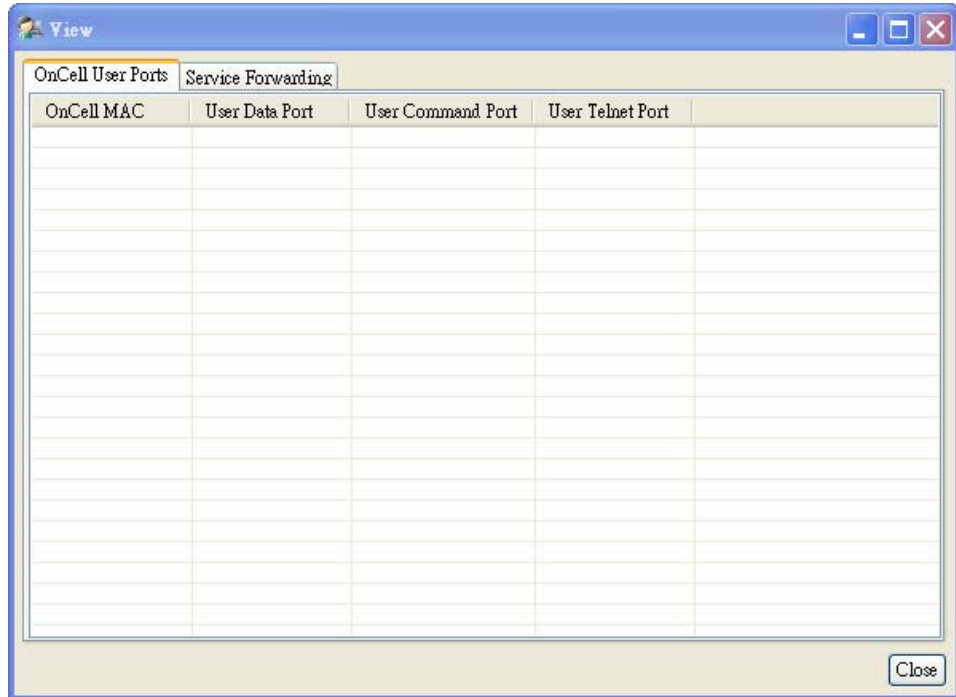 View
OnCell User Ports Service Forwarding
OnCell MAC User Data Port User Command Port User Telnet Port
Close